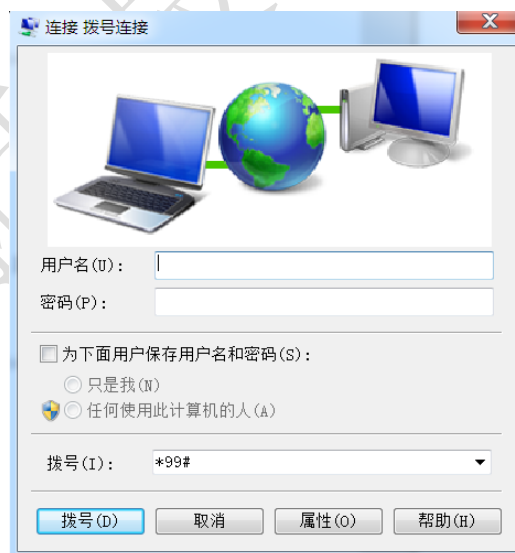 连接 拨号连接
用户名(U):
密码(P):
为下面用户保存用户名和密码(S):
只是我(N)
任何使用此计算机的人(A)
拨号(I): *99#
拨号(D) 取消 属性(O) 帮助(H)